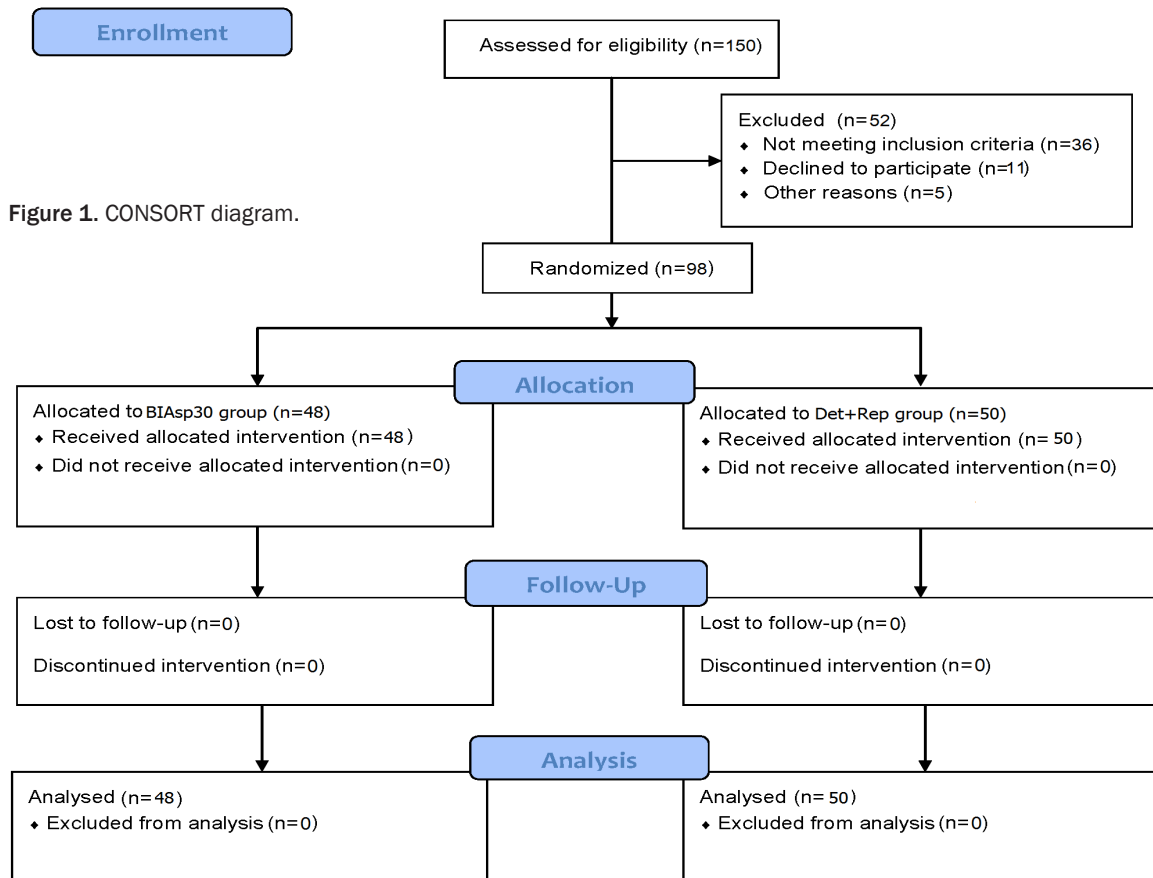 Enrollment
Assessed for eligibility (n=150)
Excluded (n=52)
⬥ Not meeting inclusion criteria (n=36)
⬥ Declined to participate (n=11)
⬥ Other reasons (n=5)
Figure 1. CONSORT diagram.
Randomized (n=98)
Allocation
Allocated to BIAsp30 group (n=48)
⬥ Received allocated intervention (n=48)
⬥ Did not receive allocated intervention (n=0)
Allocated to Det+Rep group (n=50)
⬥ Received allocated intervention (n= 50)
⬥ Did not receive allocated intervention (n=0)
Follow-Up
Lost to follow-up (n=0)
Discontinued intervention (n=0)
Lost to follow-up (n=0)
Discontinued intervention (n=0)
Analysis
Analysed (n=48)
⬥ Excluded from analysis (n=0)
Analysed (n= 50)
⬥ Excluded from analysis (n=0)